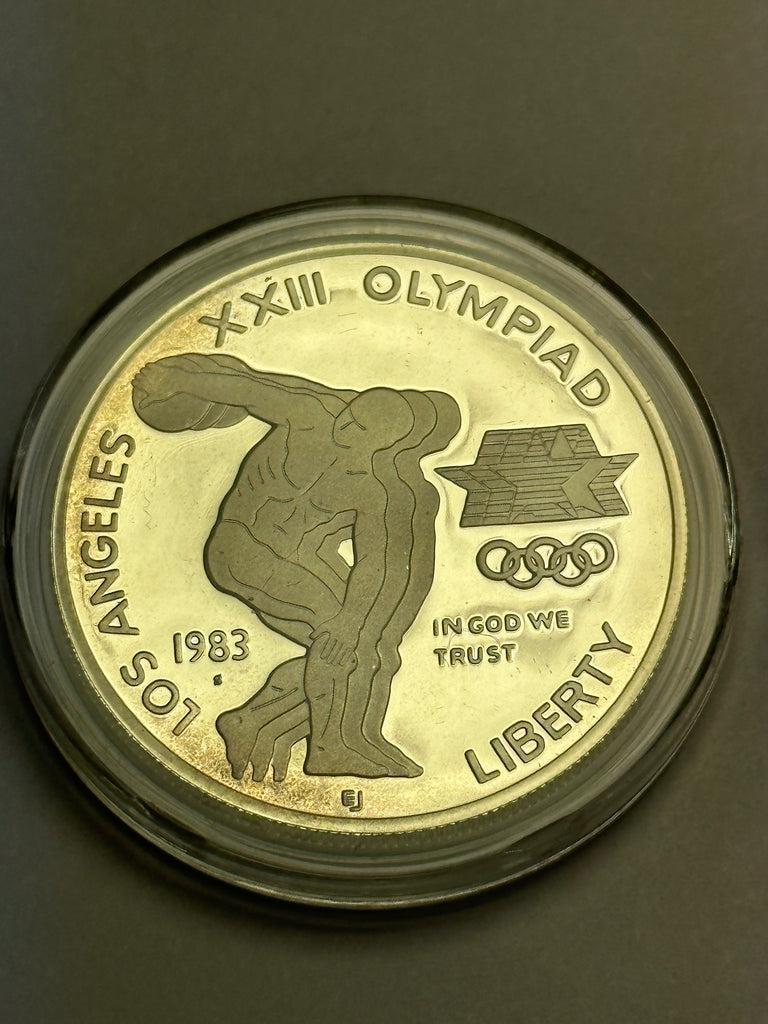 XXIII OLYMPIAD
LOS ANGELES
1983
S
IN GOD WE
TRUST
LIBERTY
EJ